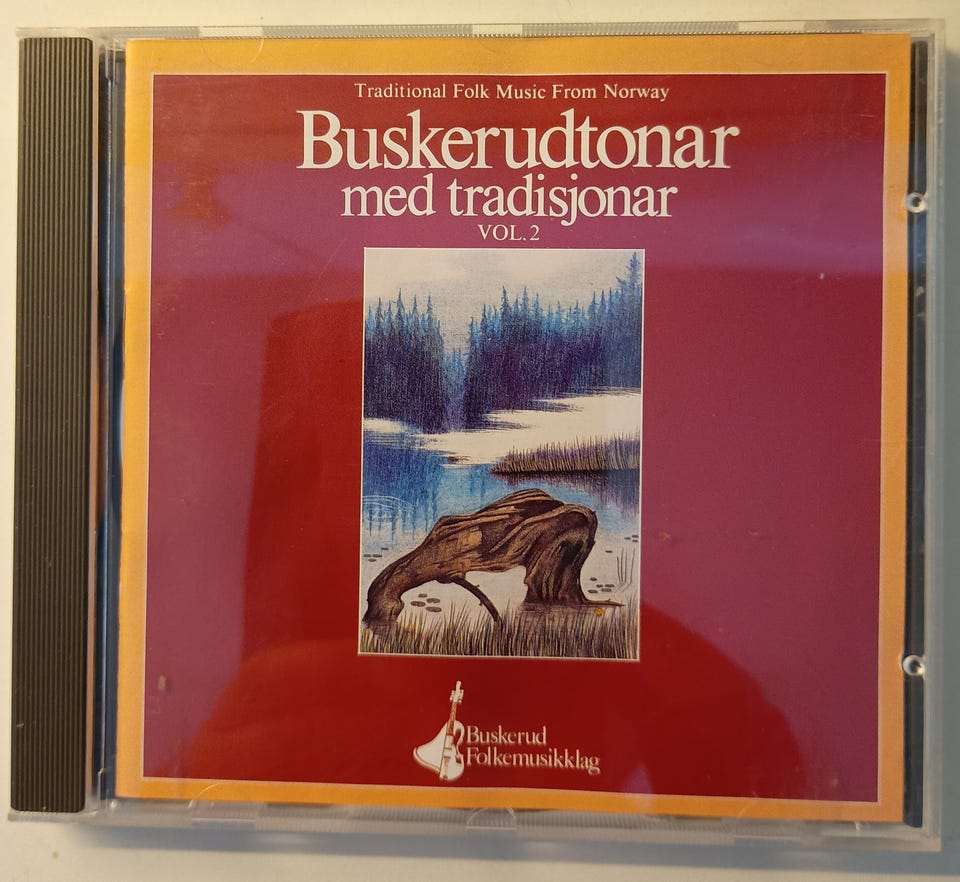 Traditional Folk Music From Norway
Buskerudtonar
med tradisjonar
VOL. 2
Buskerud
Folkemusikklag